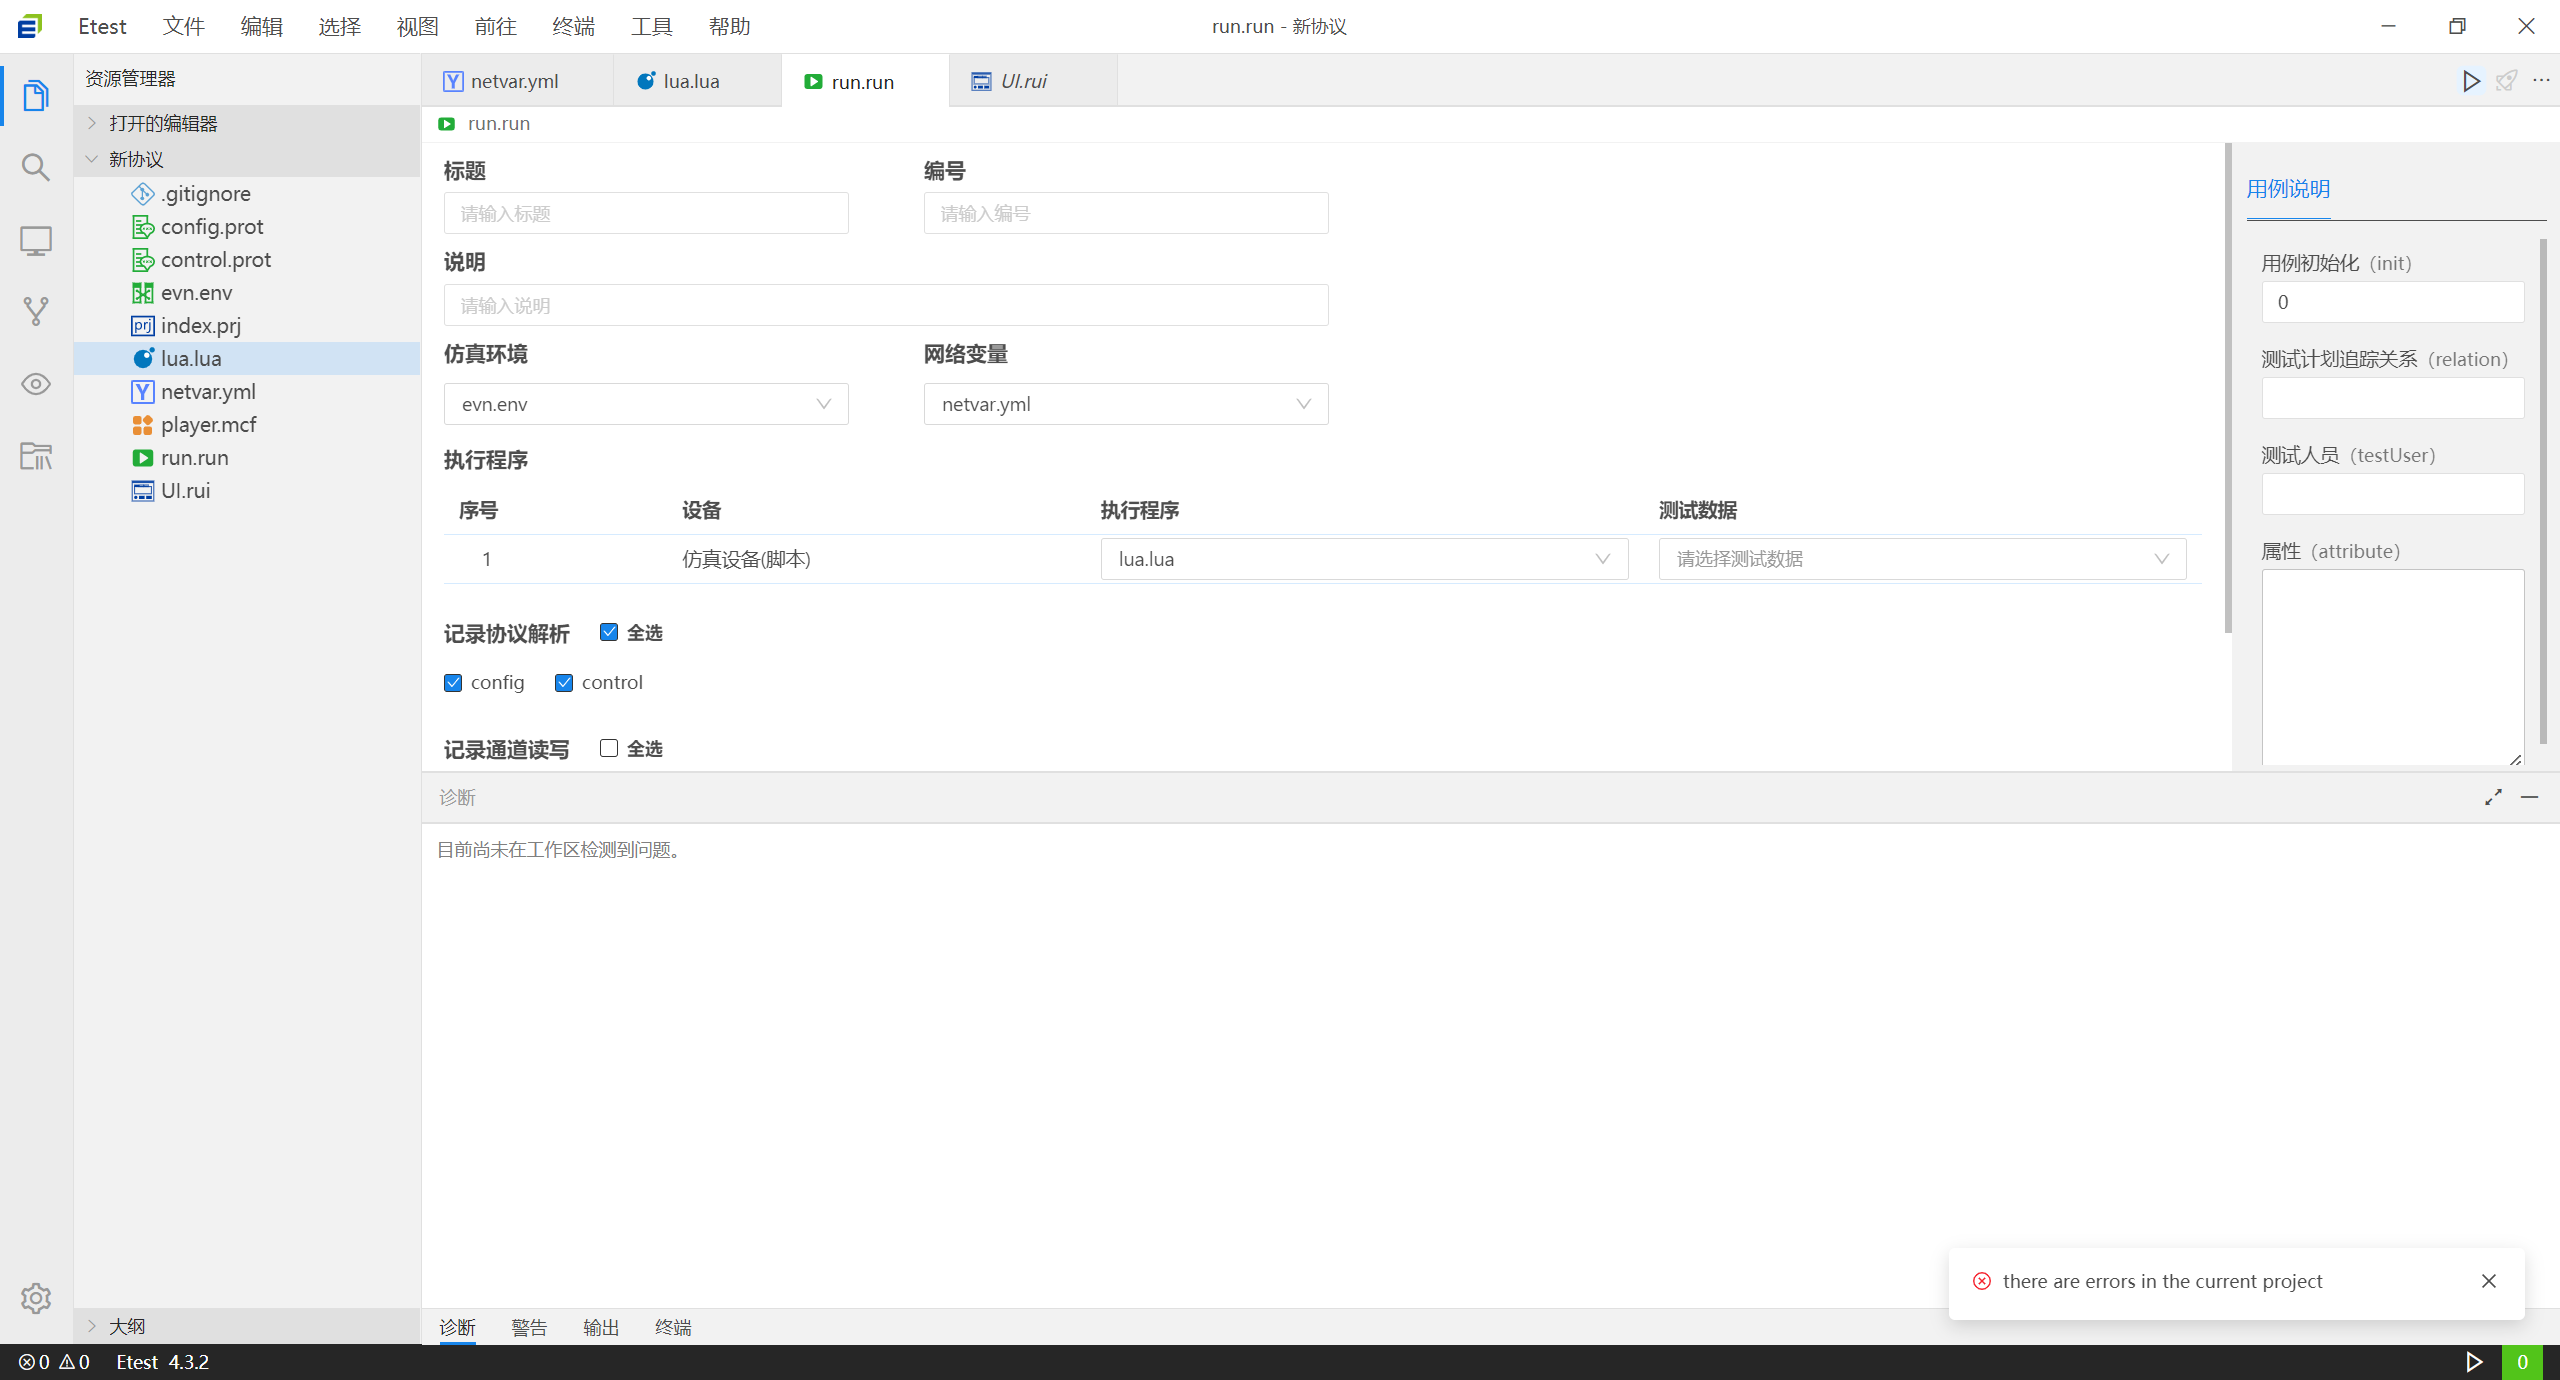 Etest 文件 编辑 选择 视图 前往 终端 工具 帮助
run.run - 新协议
资源管理器
打开的编辑器
新协议
.gitignore
config.prot
control.prot
evn.env
index.prj
lua.lua
netvar.yml
player.mcf
run.run
UI.rui
大纲
netvar.yml lua.lua run.run UI.rui
run.run
标题 编号
请输入标题 请输入编号
说明
请输入说明
仿真环境 网络变量
evn.env netvar.yml
执行程序
序号 设备 执行程序 测试数据
1 仿真设备(脚本) lua.lua 请选择测试数据
记录协议解析 全选
config control
记录通道读写 全选
用例说明
用例初始化（init）
0
测试计划追踪关系（relation）
测试人员（testUser）
属性（attribute）
诊断
目前尚未在工作区检测到问题。
there are errors in the current project
诊断 警告 输出 终端
0 0 Etest 4.3.2 0